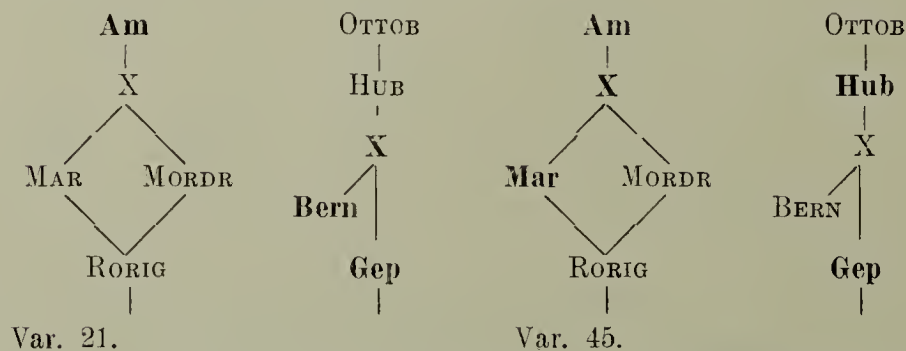 Am OTTOB Am OTTOB
X HUB X Hub
X X
MAR MORDR Mar MORDR
Bern BERN
RORIG Gep RORIG Gep
Var. 21. Var. 45.